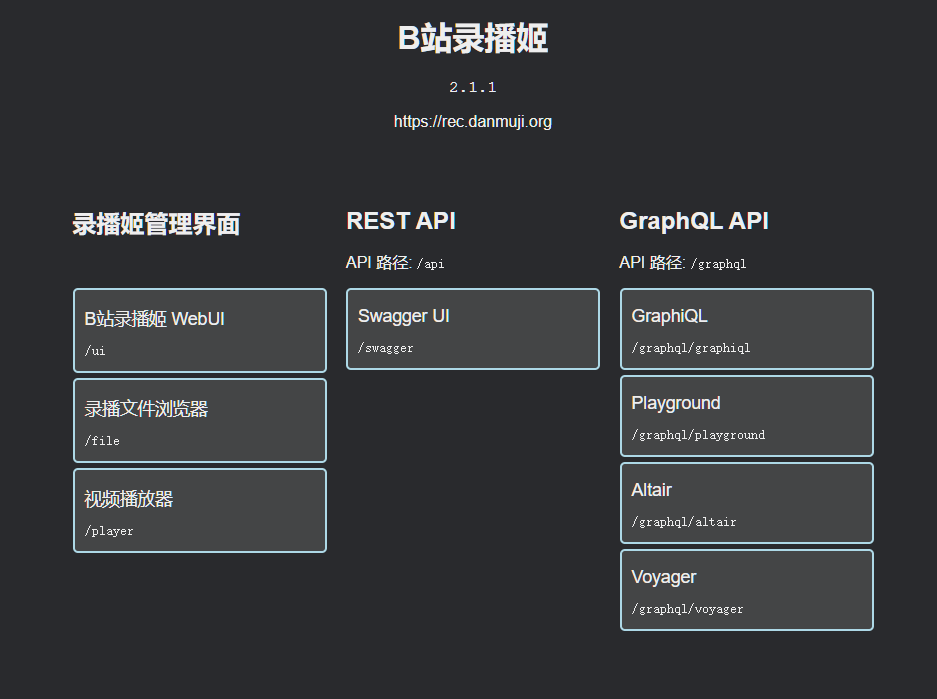 B站录播姬
2.1.1
https://rec.danmuji.org
录播姬管理界面
B站录播姬 WebUI
/ui
录播文件浏览器
/file
视频播放器
/player
REST API
API 路径: /api
Swagger UI
/swagger
GraphQL API
API 路径: /graphql
GraphiQL
/graphql/graphiql
Playground
/graphql/playground
Altair
/graphql/altair
Voyager
/graphql/voyager